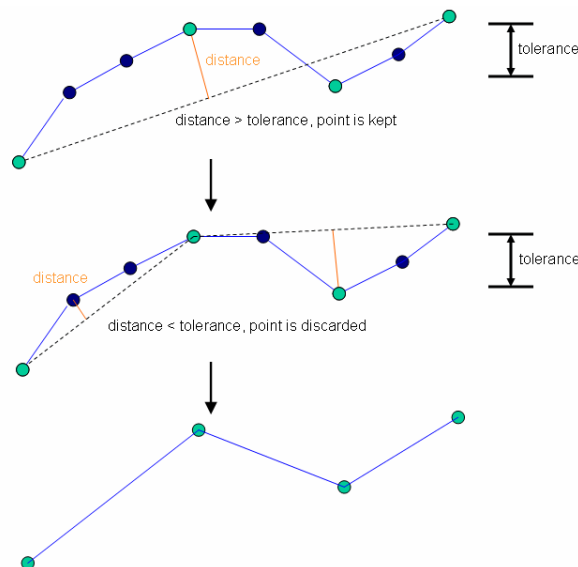 distance
tolerance
distance > tolerance, point is kept
distance
tolerance
distance < tolerance, point is discarded